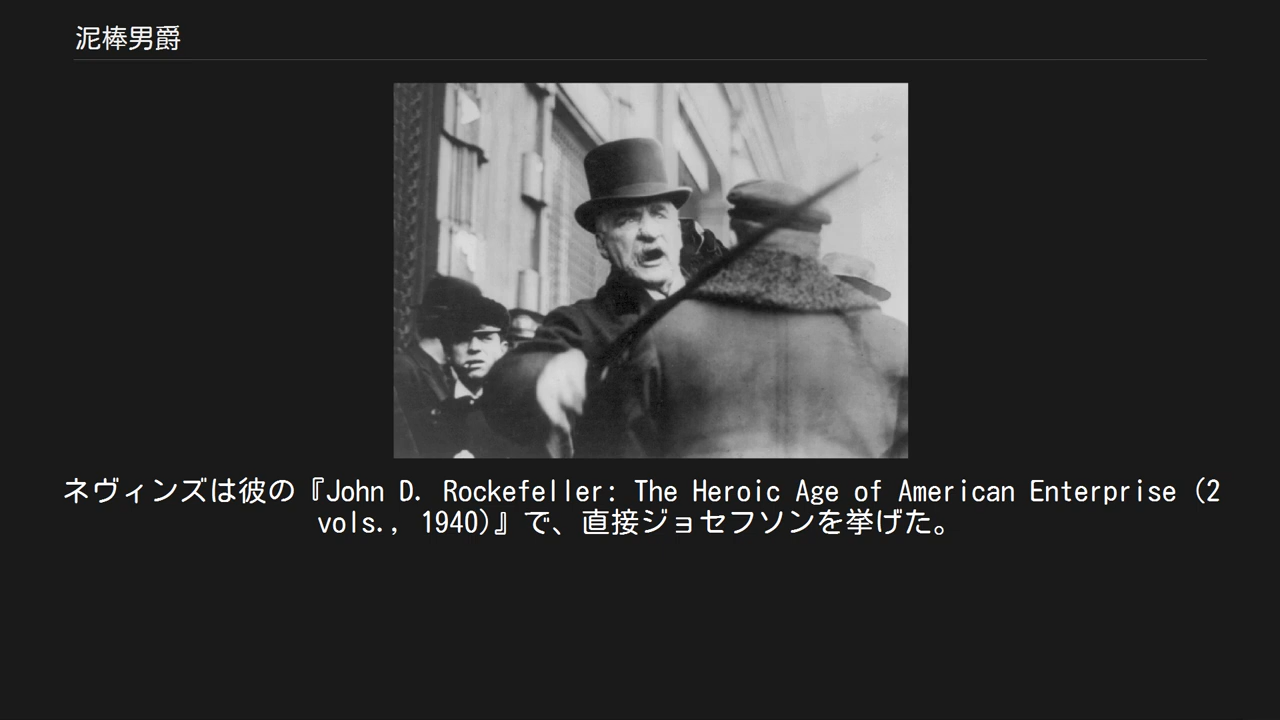 泥棒男爵
ネヴィンズは彼の『John D. Rockefeller: The Heroic Age of American Enterprise (2
vols., 1940)』で、直接ジョセフソンを挙げた。